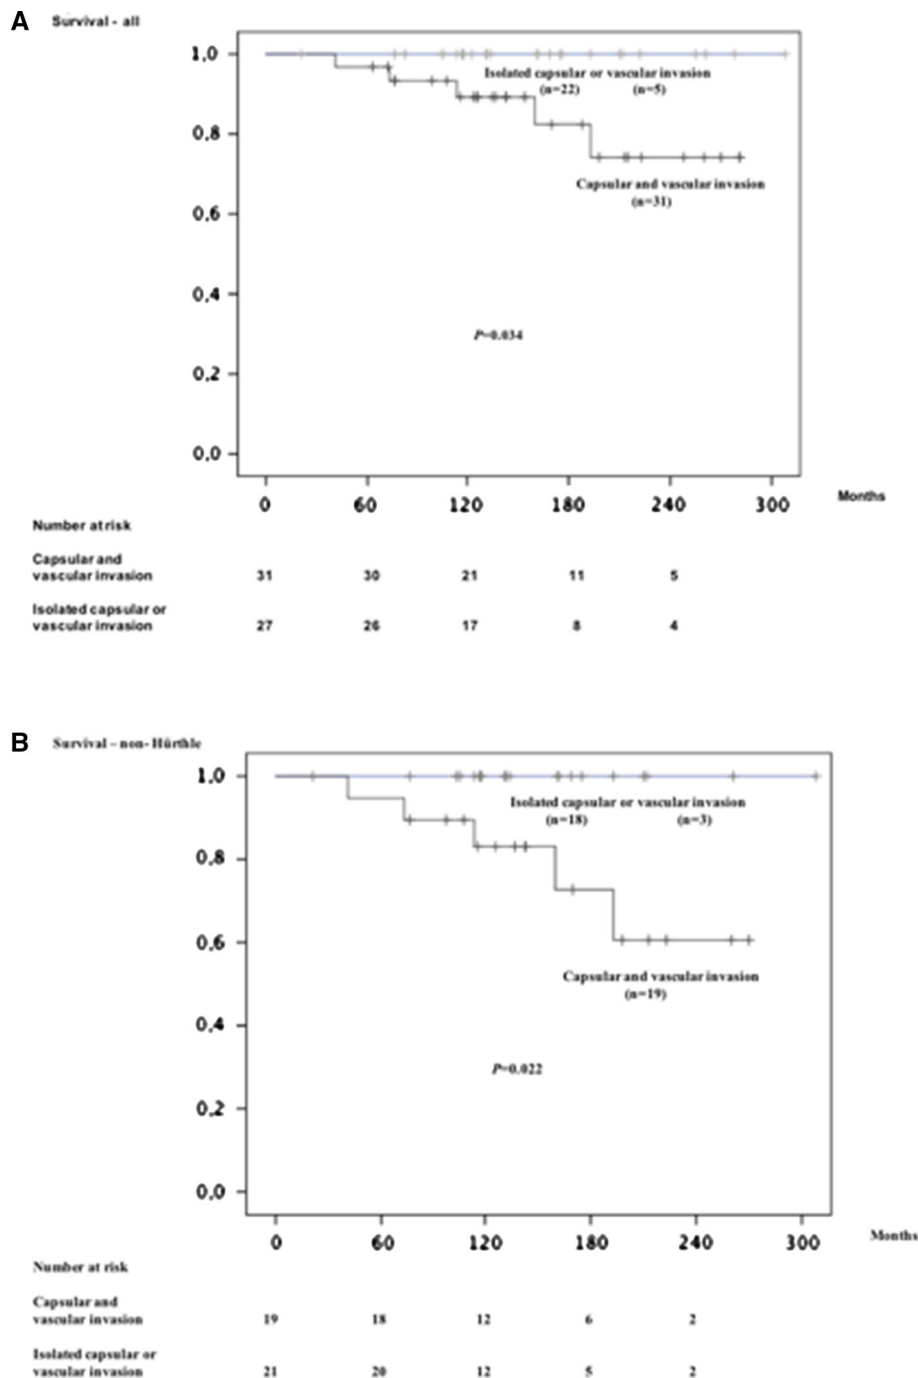 A Survival - all
1.0
Isolated capsular or vascular invasion
(n=22) (n=5)
0.8
Capsular and vascular invasion
(n=31)
0.6
0.4
P=0.034
0.2
0.0
0 60 120 180 240 300 Months
Number at risk
Capsular and
vascular invasion 31 30 21 11 5
Isolated capsular or
vascular invasion 27 26 17 8 4
B Survival – non- Hürthle
1.0
Isolated capsular or vascular invasion
(n=18) (n=3)
0.8
0.6
Capsular and vascular invasion
(n=19)
0.4
P=0.022
0.2
0.0
0 60 120 180 240 300 Months
Number at risk
Capsular and
vascular invasion 19 18 12 6 2
Isolated capsular or
vascular invasion 21 20 12 5 2